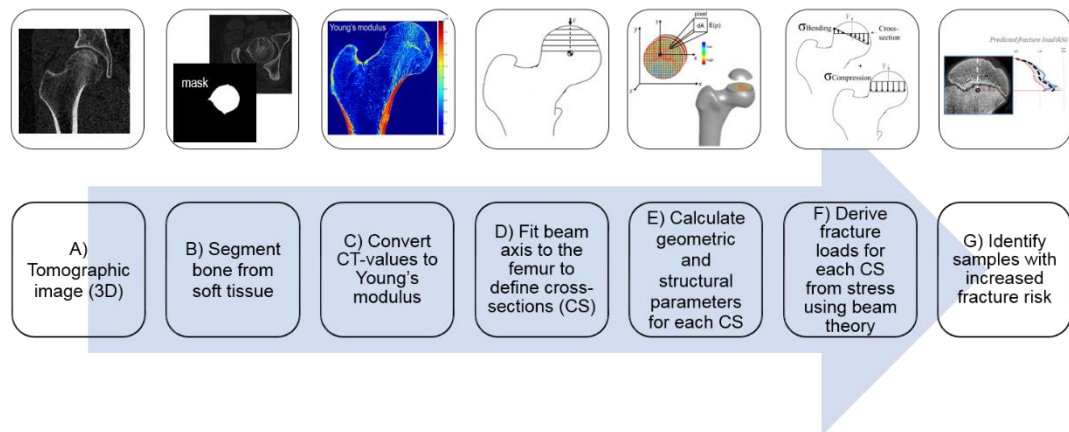 mask
Young's modulus
F
pixel
dA
E(ρ)
y
x
σBending
F
Cross-
section
+
σCompression
F
Predicted fracture load (kN)
A)
Tomographic
image (3D)
B) Segment
bone from
soft tissue
C) Convert
CT-values to
Young's
modulus
D) Fit beam
axis to the
femur to
define cross-
sections (CS)
E) Calculate
geometric
and
structural
parameters
for each CS
F) Derive
fracture
loads for
each CS
from stress
using beam
theory
G) Identify
samples with
increased
fracture risk